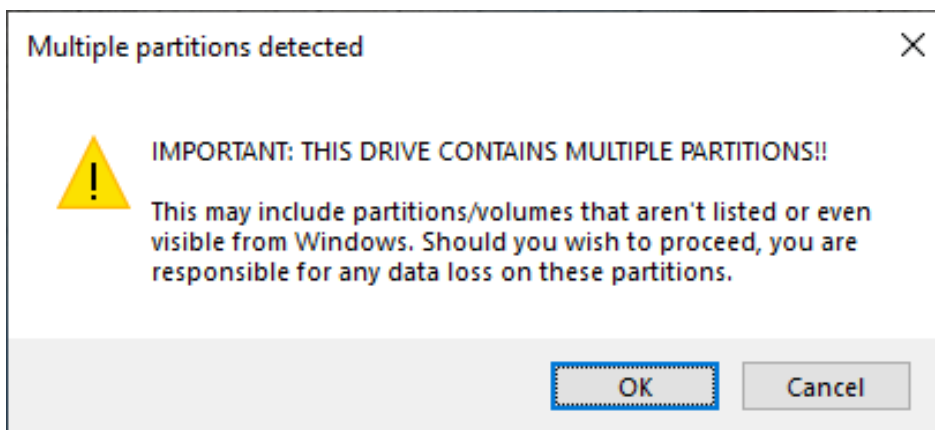 Multiple partitions detected
IMPORTANT: THIS DRIVE CONTAINS MULTIPLE PARTITIONS!!
This may include partitions/volumes that aren't listed or even
visible from Windows. Should you wish to proceed, you are
responsible for any data loss on these partitions.
OK
Cancel